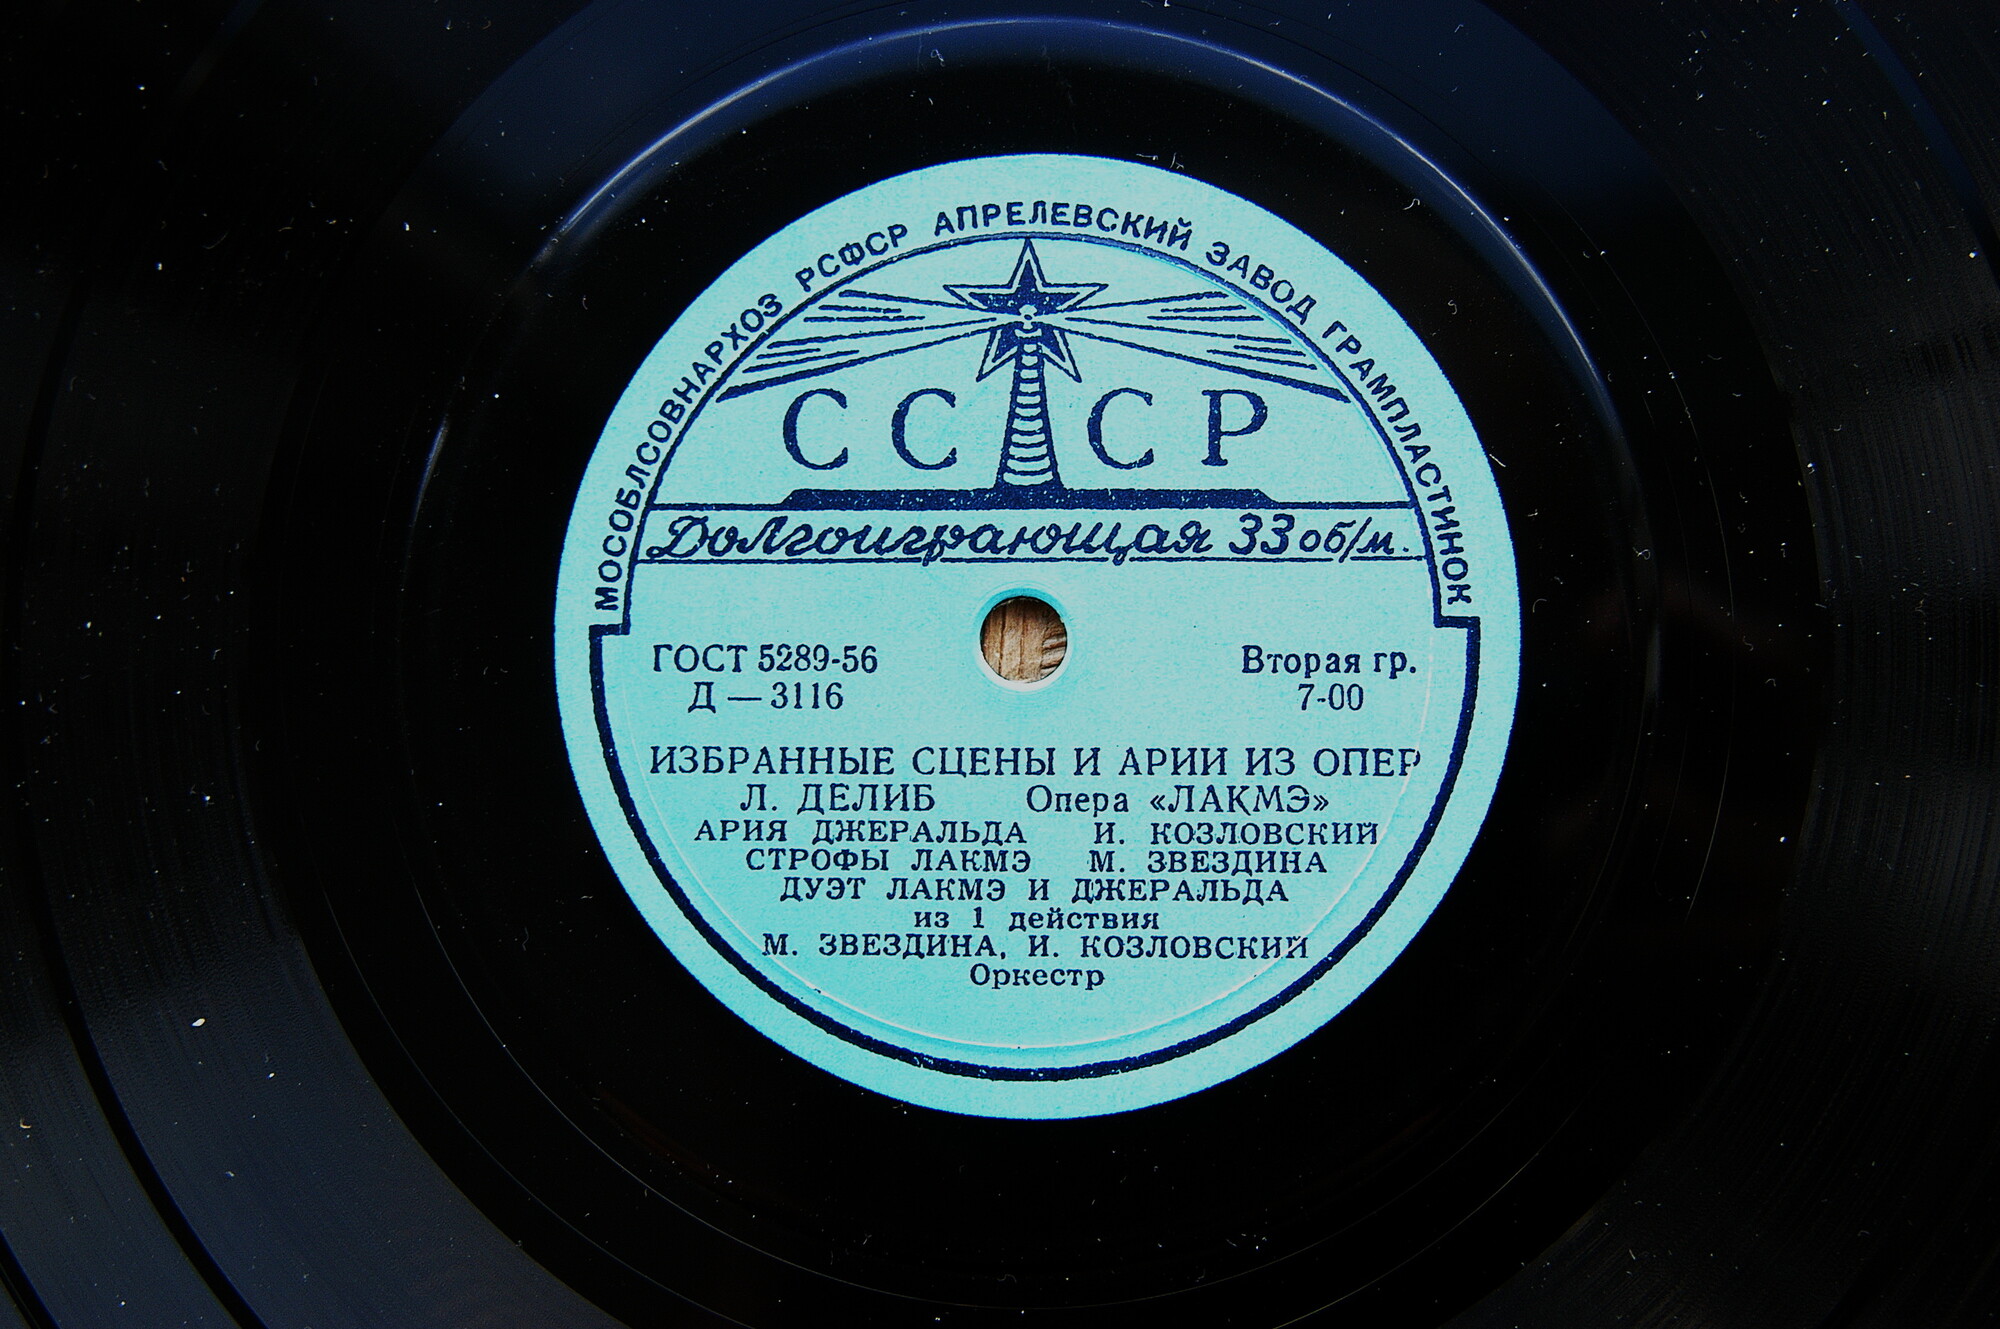 МОСОБЛСОВНАРХОЗ РСФСР АПРЕЛЕВСКИЙ ЗАВОД ГРАМПЛАСТИНОК
СССР
Долгоиграющая 33 об/м.
ГОСТ 5289-56 Вторая гр.
Д — 3116 7-00
ИЗБРАННЫЕ СЦЕНЫ И АРИИ ИЗ ОПЕР
Л. ДЕЛИБ Опера «ЛАКМЭ»
АРИЯ ДЖЕРАЛЬДА И. КОЗЛОВСКИЙ
СТРОФЫ ЛАКМЭ М. ЗВЕЗДИНА
ДУЭТ ЛАКМЭ И ДЖЕРАЛЬДА
из 1 действия
М. ЗВЕЗДИНА, И. КОЗЛОВСКИЙ
Оркестр